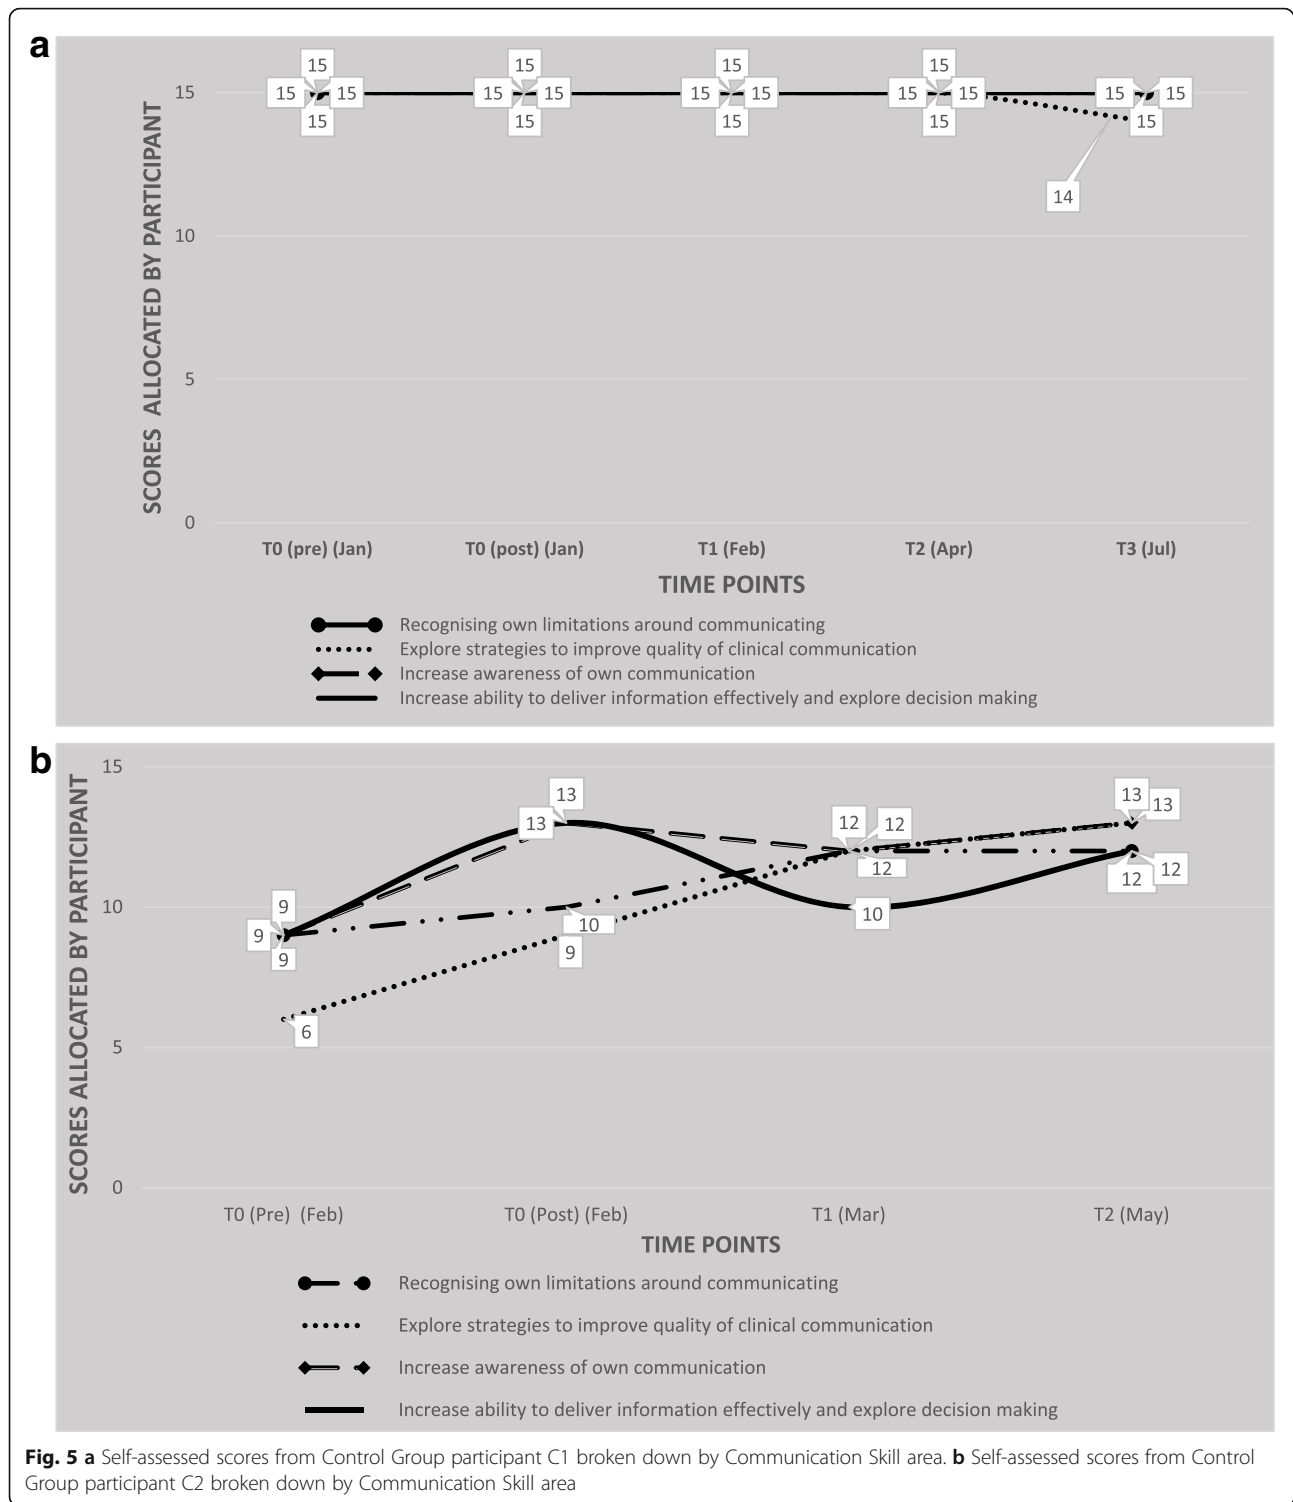 a
15 15 15 15
15 15 15 15 15 15 15 15 15 15 15
15 15 15 15 15
14
10
5
0
SCORES ALLOCATED BY PARTICIPANT
T0 (pre) (Jan) T0 (post) (Jan) T1 (Feb) T2 (Apr) T3 (Jul)
TIME POINTS
Recognising own limitations around communicating
Explore strategies to improve quality of clinical communication
Increase awareness of own communication
Increase ability to deliver information effectively and explore decision making
b
15
13 13 13
13 12 12
12 12 12
9 10 10
9 10
9 9
6
5
0
SCORES ALLOCATED BY PARTICIPANT
T0 (Pre) (Feb) T0 (Post) (Feb) T1 (Mar) T2 (May)
TIME POINTS
Recognising own limitations around communicating
Explore strategies to improve quality of clinical communication
Increase awareness of own communication
Increase ability to deliver information effectively and explore decision making
Fig. 5 a Self-assessed scores from Control Group participant C1 broken down by Communication Skill area. b Self-assessed scores from Control
Group participant C2 broken down by Communication Skill area